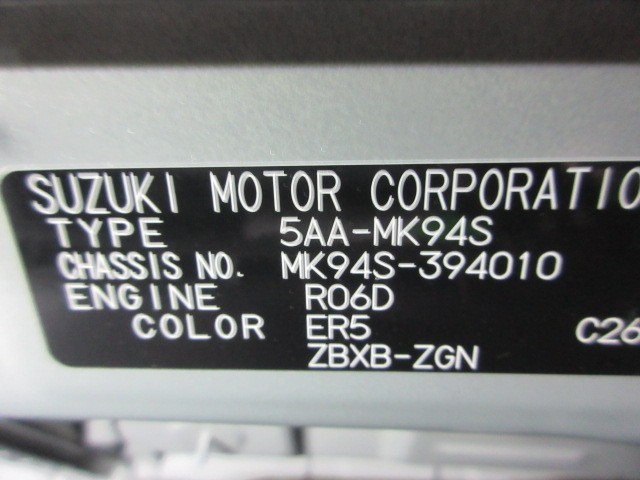 SUZUKI MOTOR CORPORATIO
TYPE 5AA-MK94S
CHASSIS NO. MK94S-394010
ENGINE R06D
COLOR ER5 C26
ZBXB-ZGN